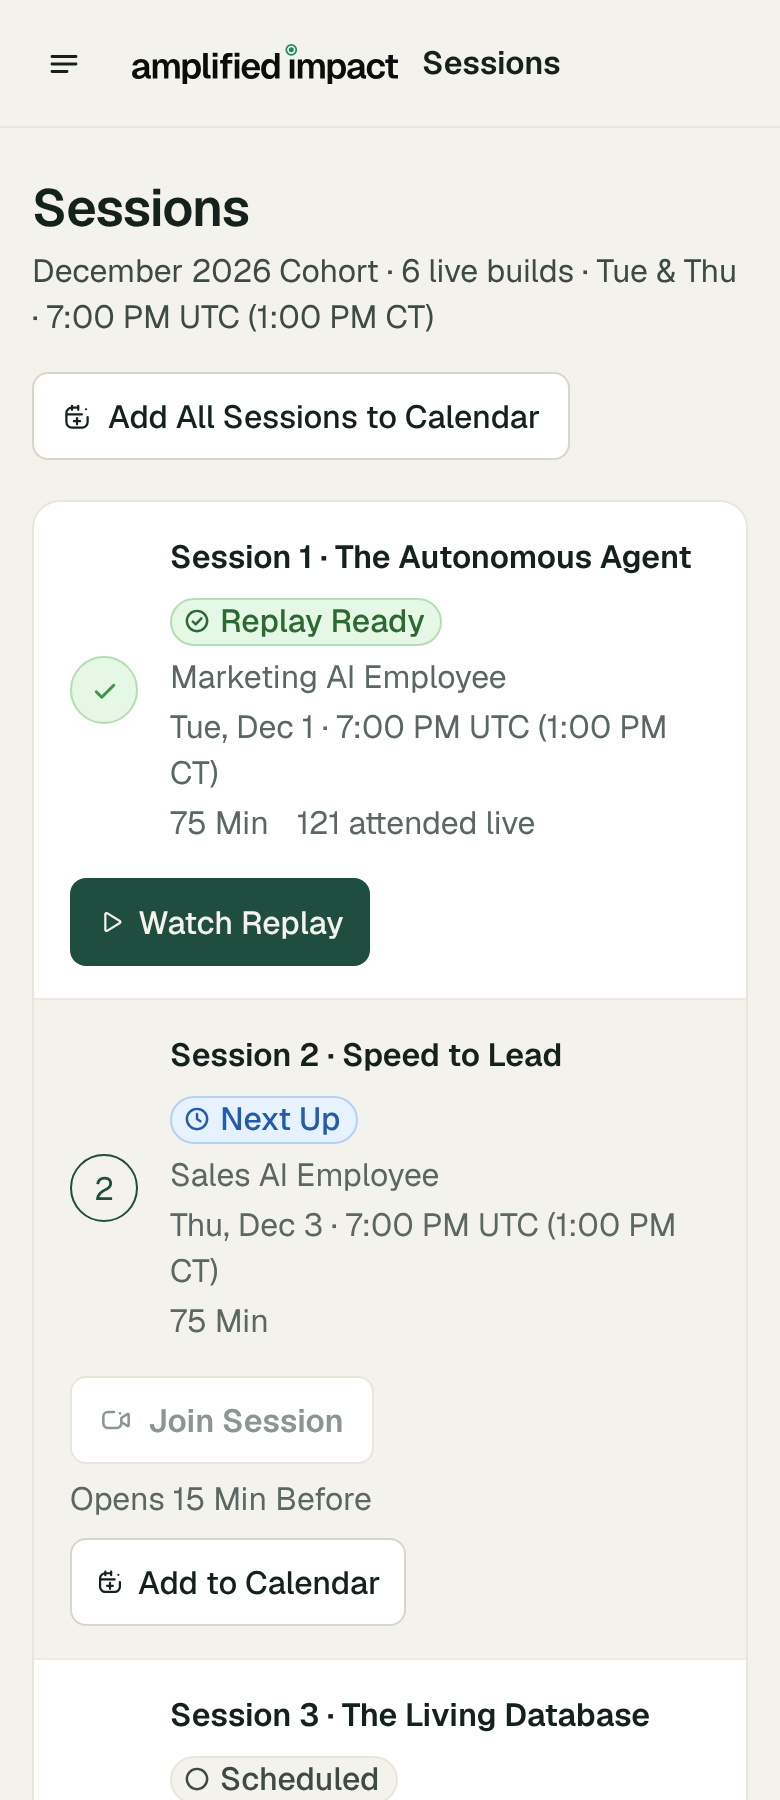 amplified impact Sessions
Sessions
December 2026 Cohort · 6 live builds · Tue & Thu
· 7:00 PM UTC (1:00 PM CT)
Add All Sessions to Calendar
Session 1 · The Autonomous Agent
Replay Ready
Marketing AI Employee
Tue, Dec 1 · 7:00 PM UTC (1:00 PM
CT)
75 Min 121 attended live
Watch Replay
Session 2 · Speed to Lead
Next Up
2
Sales AI Employee
Thu, Dec 3 · 7:00 PM UTC (1:00 PM
CT)
75 Min
Join Session
Opens 15 Min Before
Add to Calendar
Session 3 · The Living Database
Scheduled